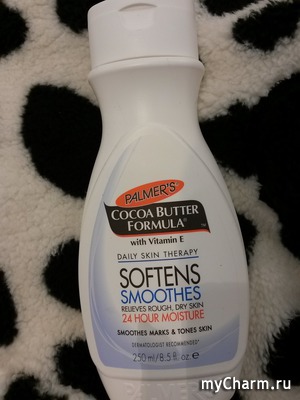 PALMER'S
COCOA BUTTER
FORMULA®
with Vitamin E
DAILY SKIN THERAPY
SOFTENS
SMOOTHES
RELIEVES ROUGH, DRY SKIN
24 HOUR MOISTURE
SMOOTHES MARKS & TONES SKIN
DERMATOLOGIST RECOMMENDED*
250 ml/8.5 fl. oz. e
myCharm.ru